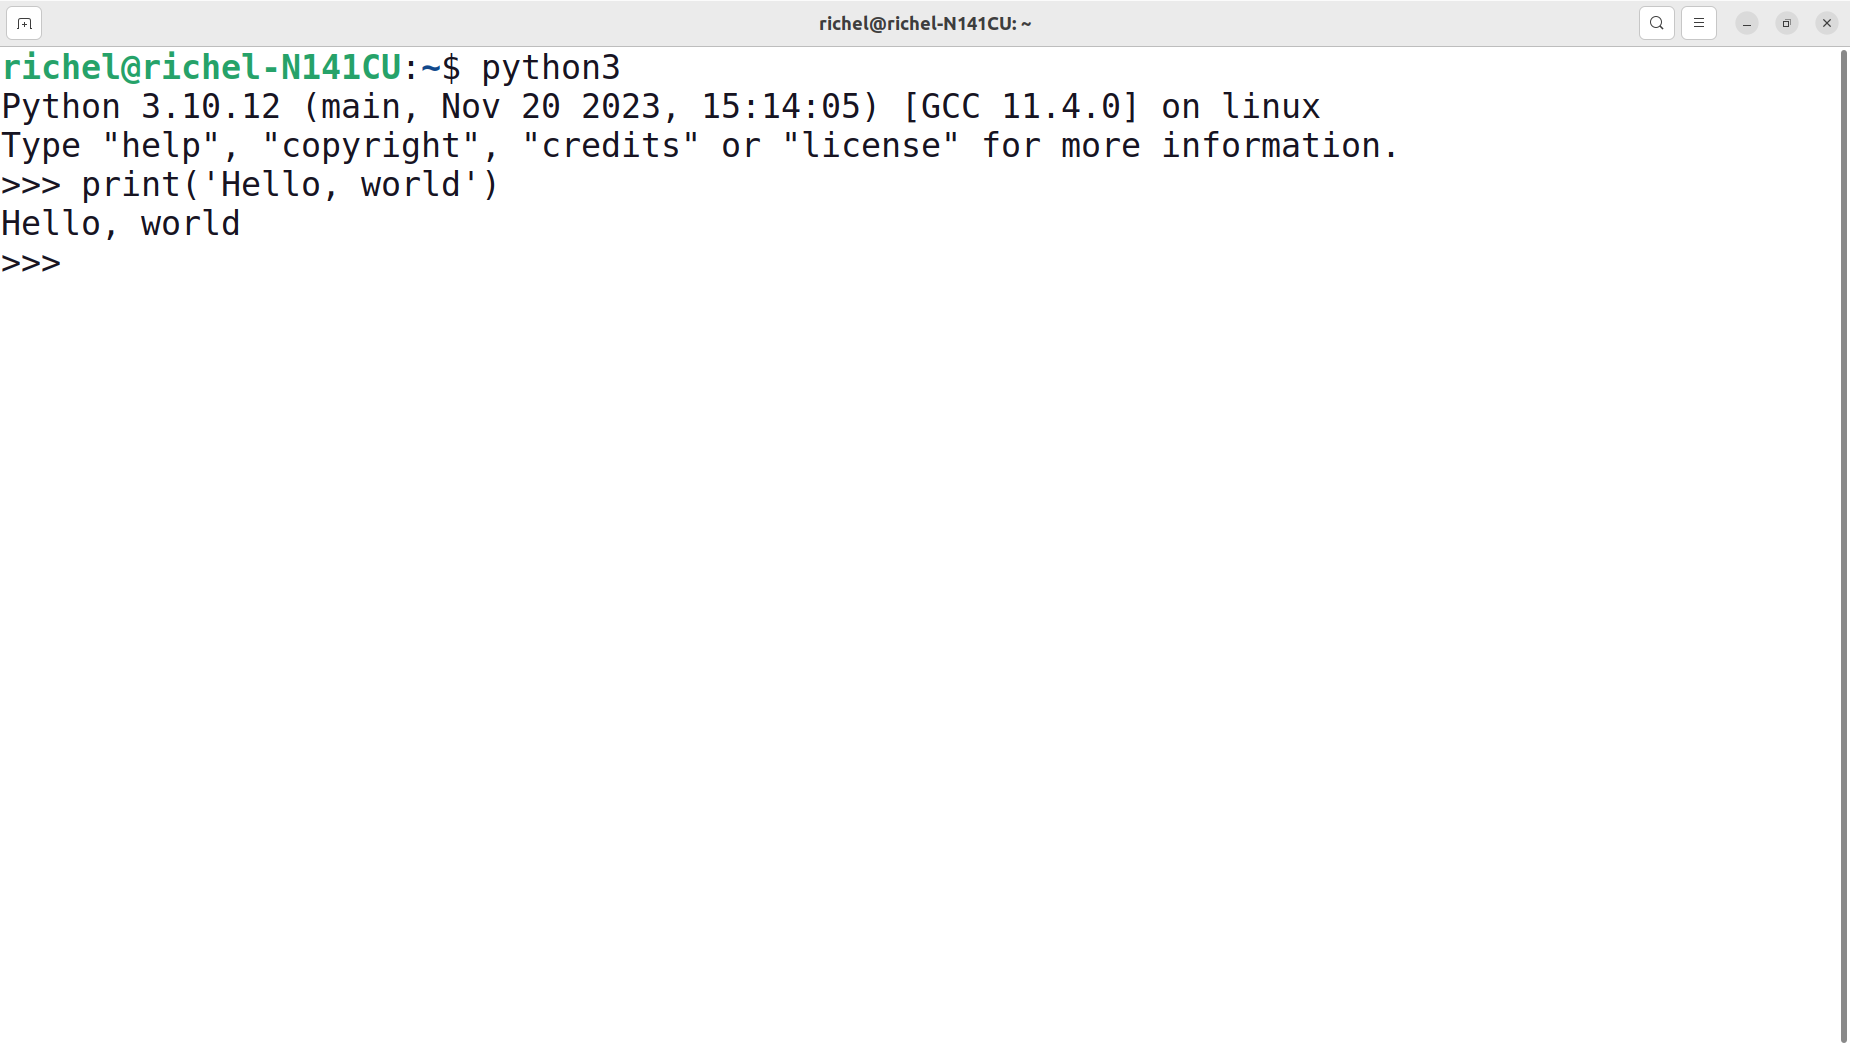 richel@richel-N141CU: ~
richel@richel-N141CU:~$ python3
Python 3.10.12 (main, Nov 20 2023, 15:14:05) [GCC 11.4.0] on linux
Type "help", "copyright", "credits" or "license" for more information.
>>> print('Hello, world')
Hello, world
>>>